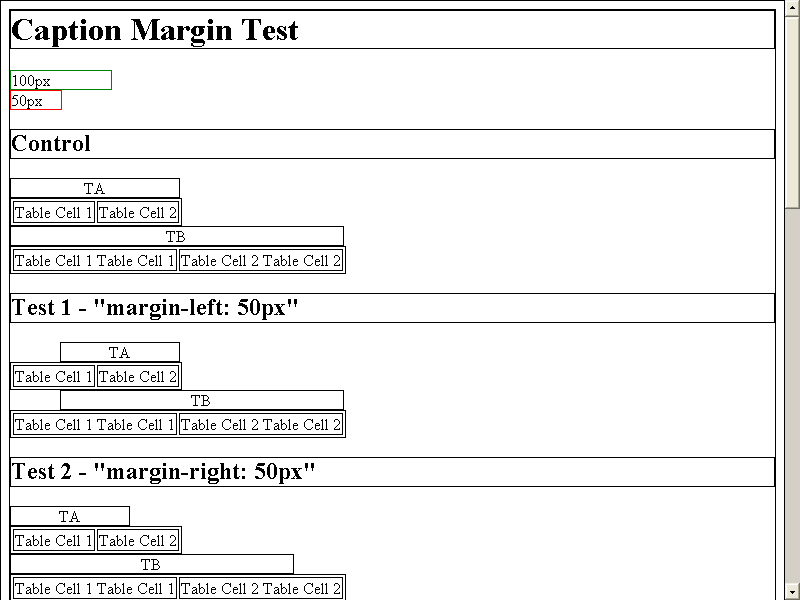 Caption Margin Test
100px
50px
Control
TA
Table Cell 1 Table Cell 2
TB
Table Cell 1 Table Cell 1 Table Cell 2 Table Cell 2
Test 1 - "margin-left: 50px"
TA
Table Cell 1 Table Cell 2
TB
Table Cell 1 Table Cell 1 Table Cell 2 Table Cell 2
Test 2 - "margin-right: 50px"
TA
Table Cell 1 Table Cell 2
TB
Table Cell 1 Table Cell 1 Table Cell 2 Table Cell 2